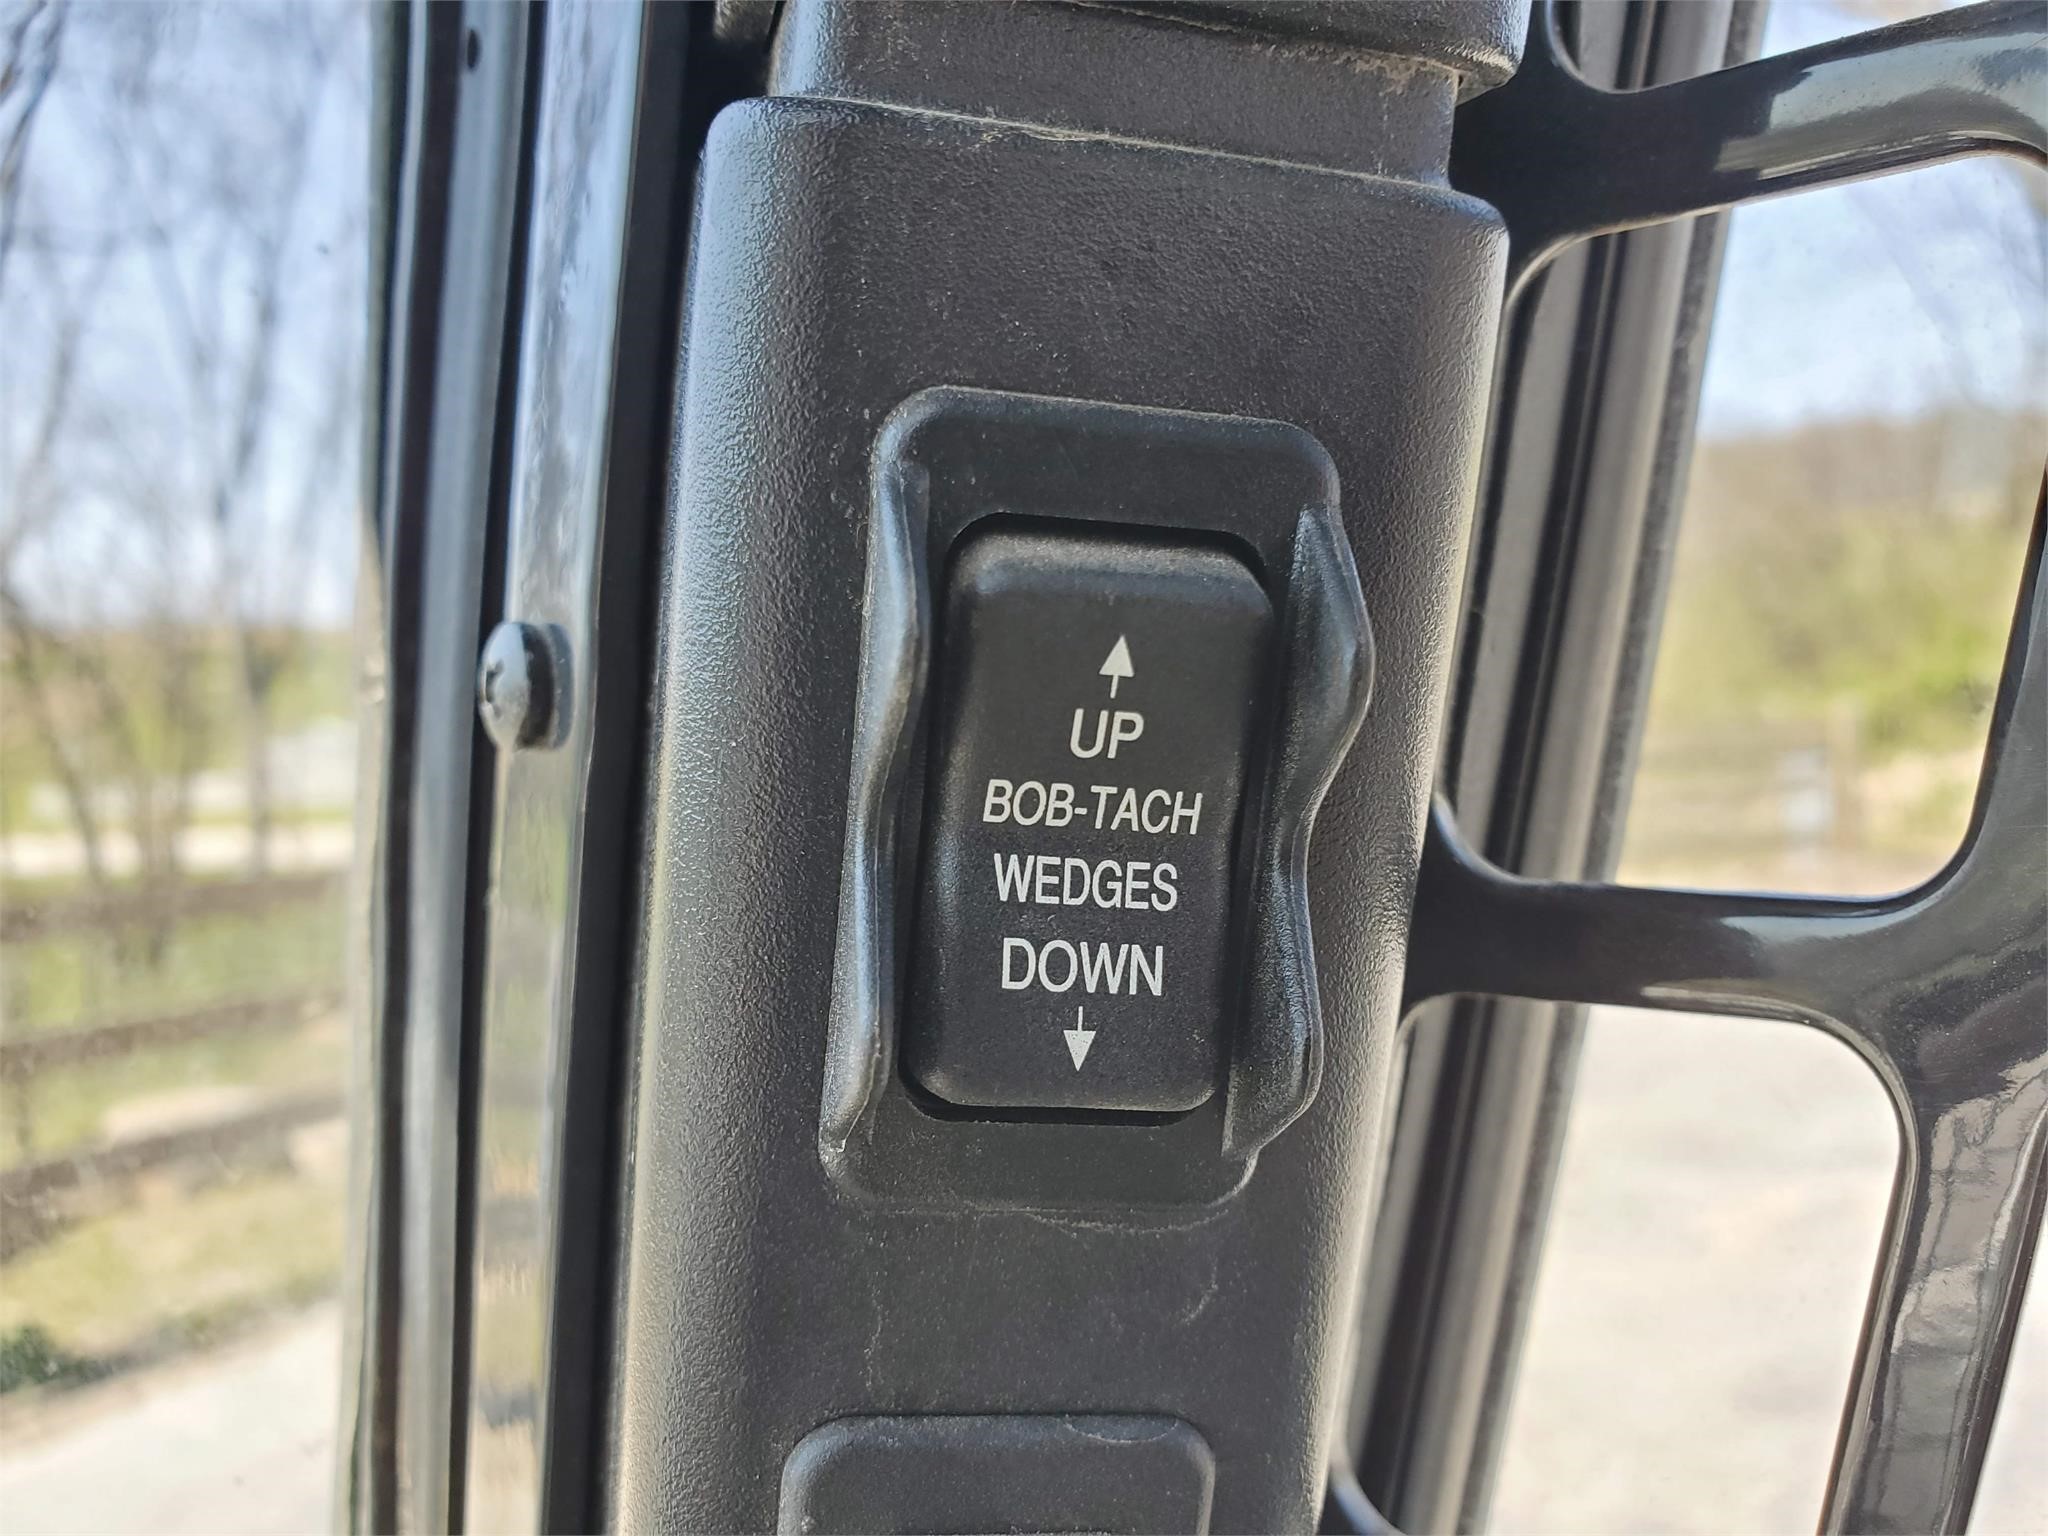 UP
BOB-TACH
WEDGES
DOWN